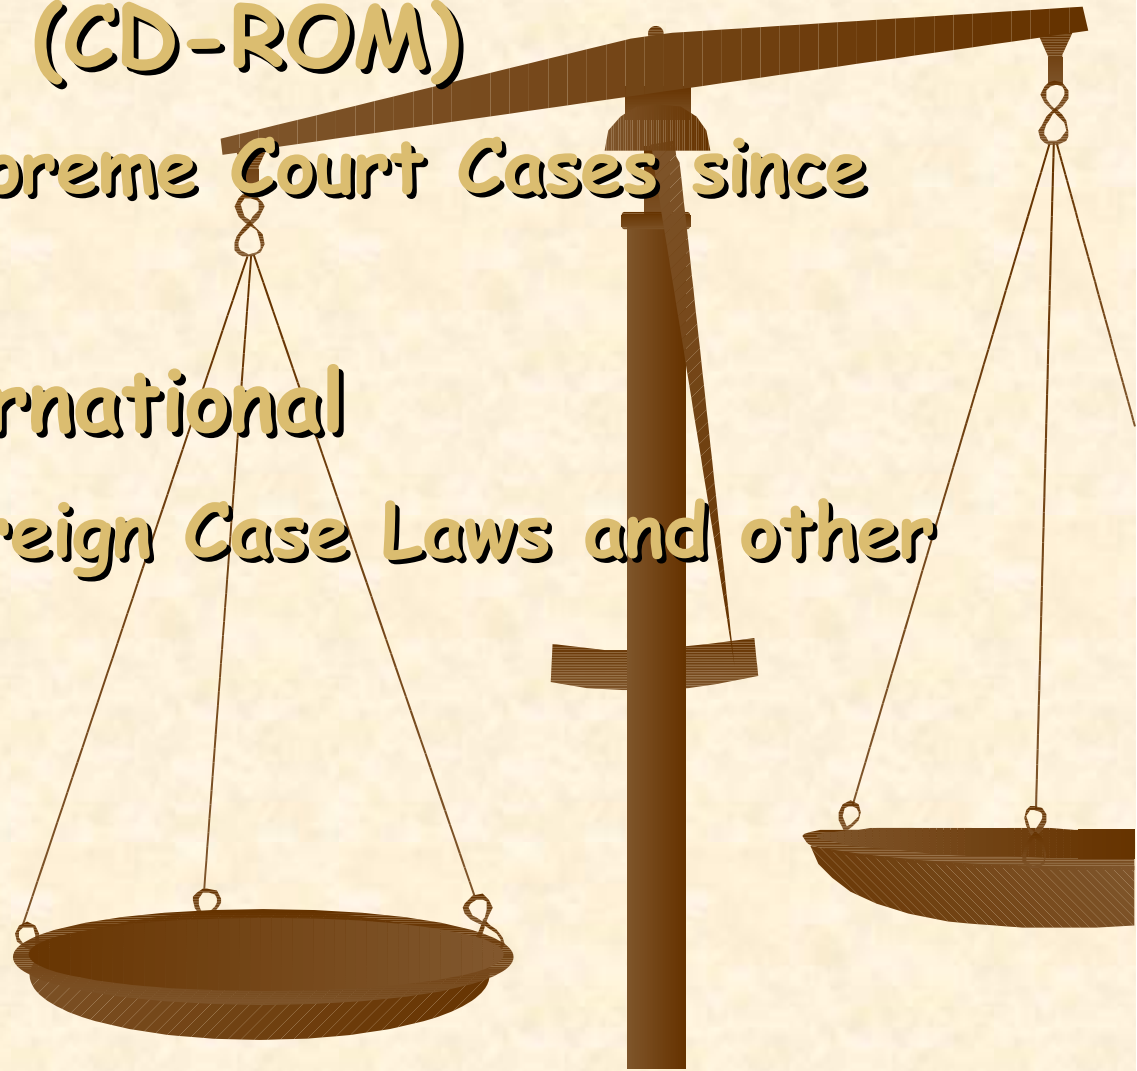 (CD-ROM)
preme Court Cases since
rnational
reign Case Laws and other